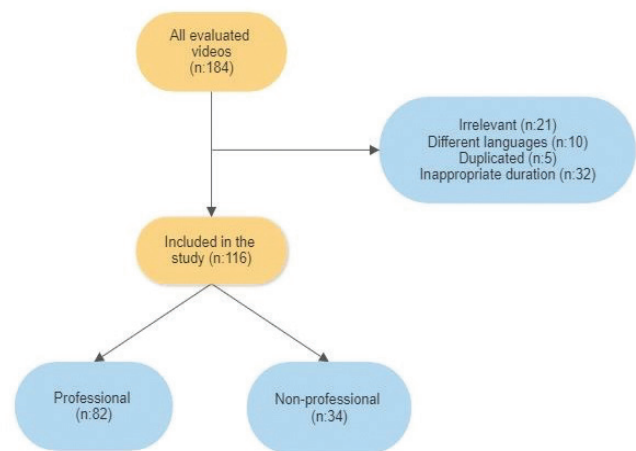 All evaluated
videos
(n:184)
Irrelevant (n:21)
Different languages (n:10)
Duplicated (n:5)
Inappropriate duration (n:32)
Included in the
study (n:116)
Professional
(n:82)
Non-professional
(n:34)